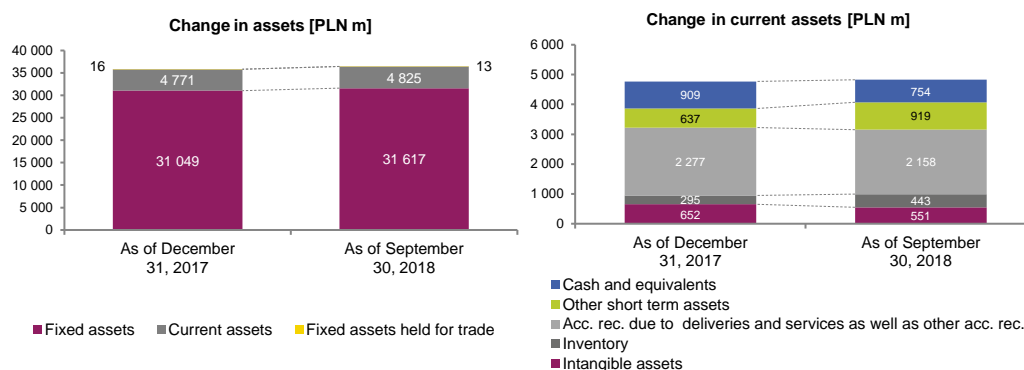 Change in assets [PLN m]
40 000
35 000
30 000
25 000
20 000
15 000
10 000
5 000
0
16
4 771
31 049
4 825
13
31 617
As of December
31, 2017
As of September
30, 2018
Fixed assets
Current assets
Fixed assets held for trade
Change in current assets [PLN m]
6 000
5 000
4 000
3 000
2 000
1 000
0
909
637
2 277
295
652
754
919
2 158
443
551
As of December
31, 2017
As of September
30, 2018
Cash and equivalents
Other short term assets
Acc. rec. due to deliveries and services as well as other acc. rec.
Inventory
Intangible assets